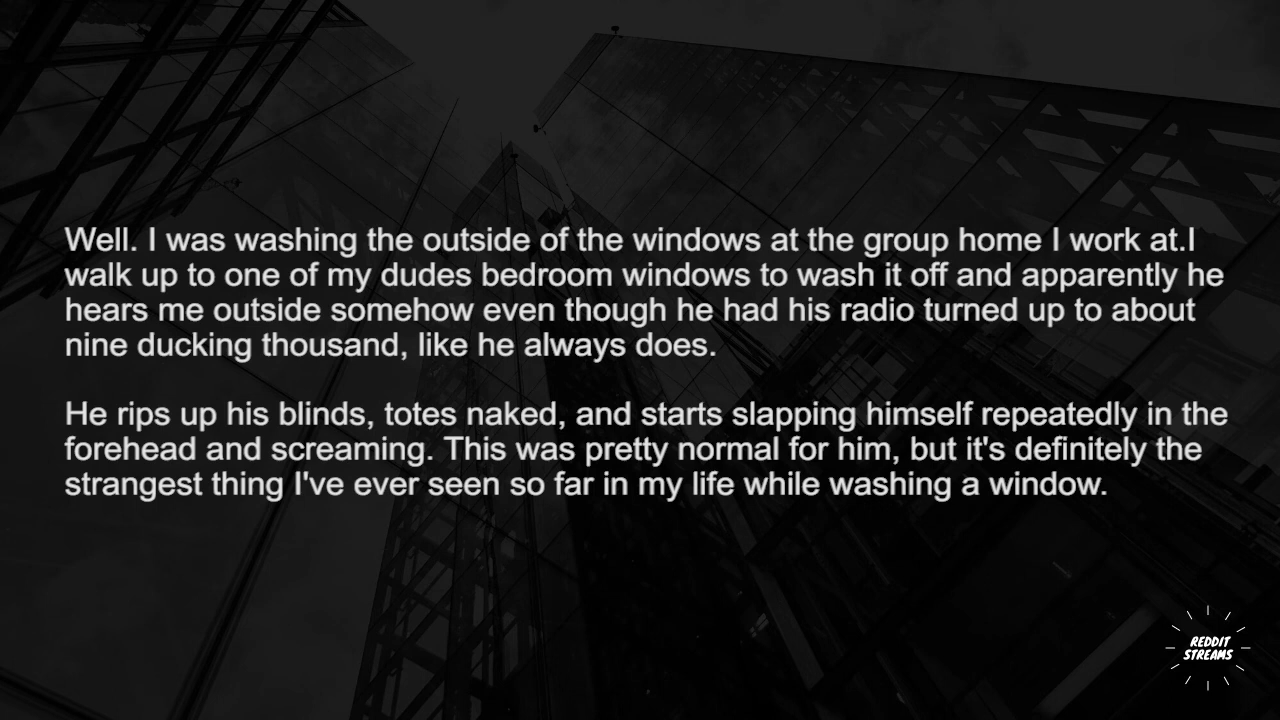 Well. I was washing the outside of the windows at the group home I work at.I
walk up to one of my dudes bedroom windows to wash it off and apparently he
hears me outside somehow even though he had his radio turned up to about
nine ducking thousand, like he always does.
He rips up his blinds, totes naked, and starts slapping himself repeatedly in the
forehead and screaming. This was pretty normal for him, but it's definitely the
strangest thing I've ever seen so far in my life while washing a window.
REDDIT
STREAMS